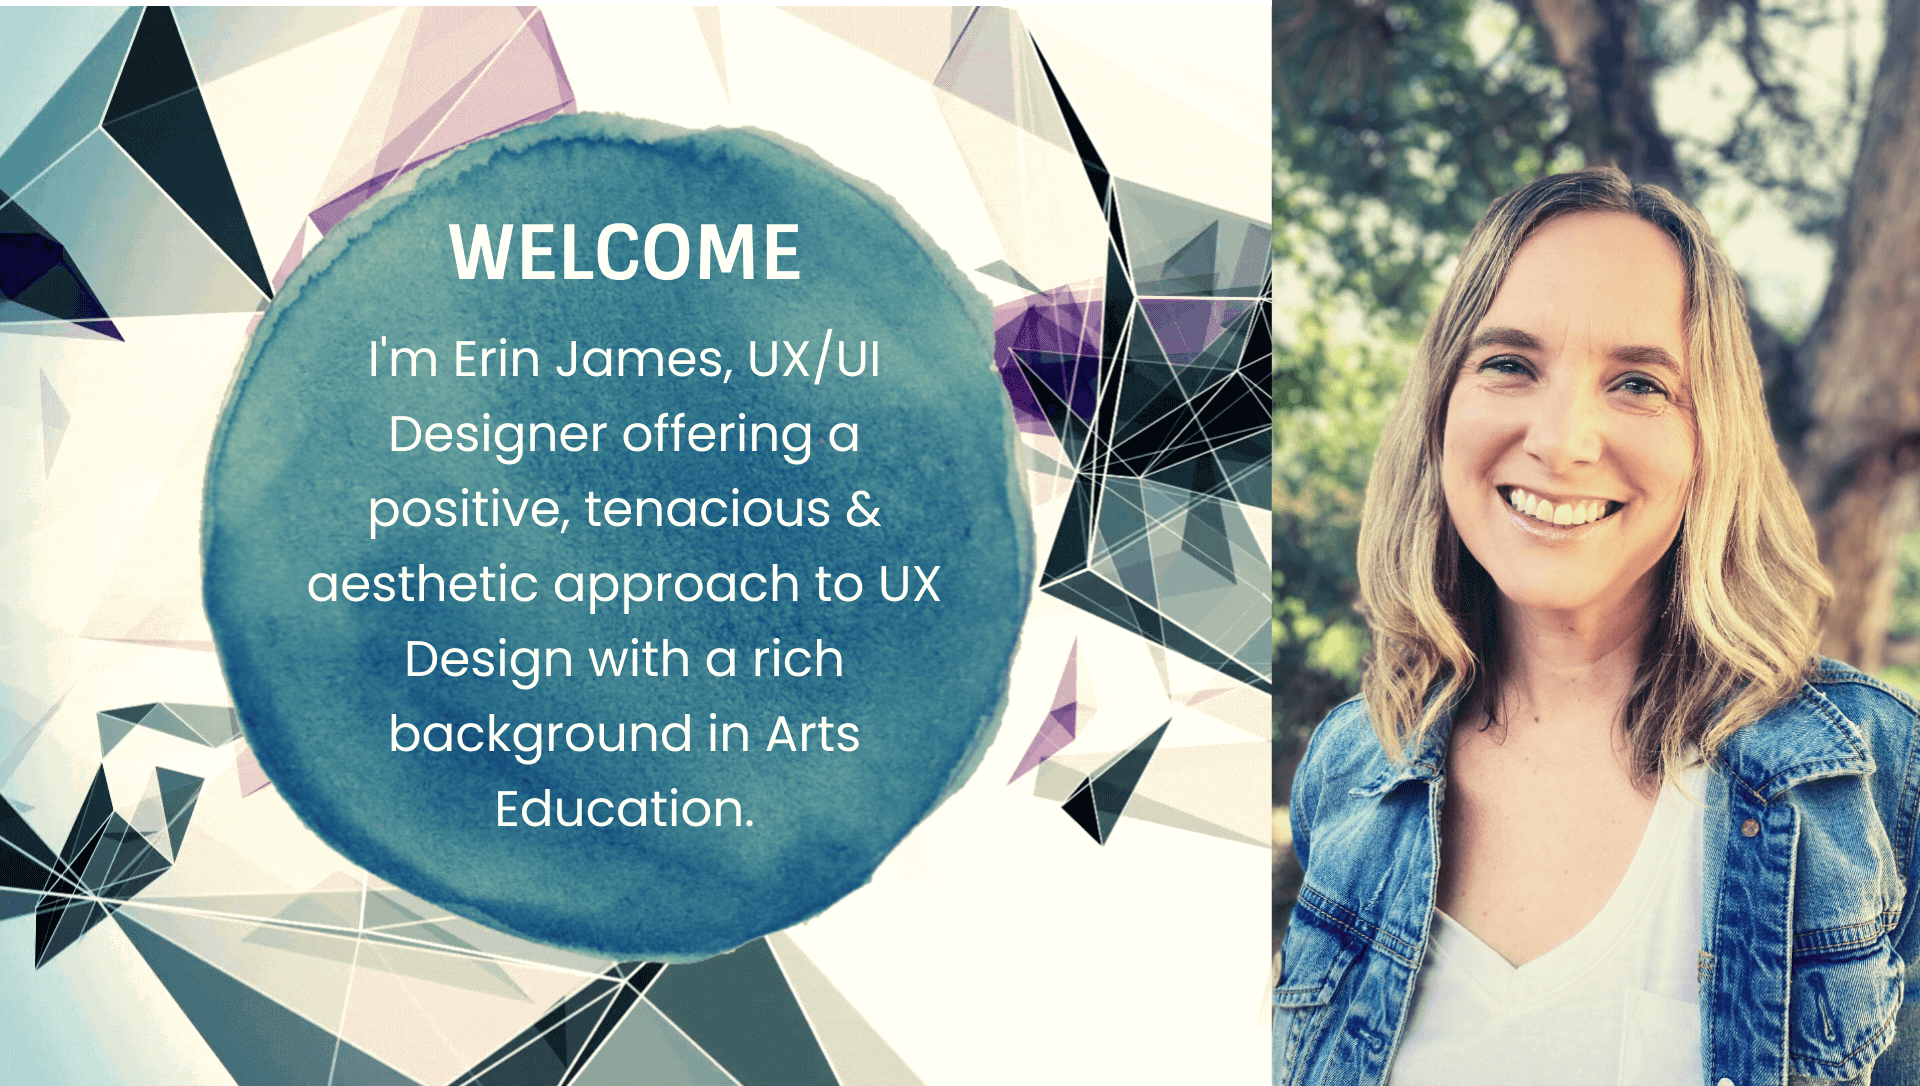 WELCOME
I'm Erin James, UX/UI
Designer offering a
positive, tenacious &
aesthetic approach to UX
Design with a rich
background in Arts
Education.